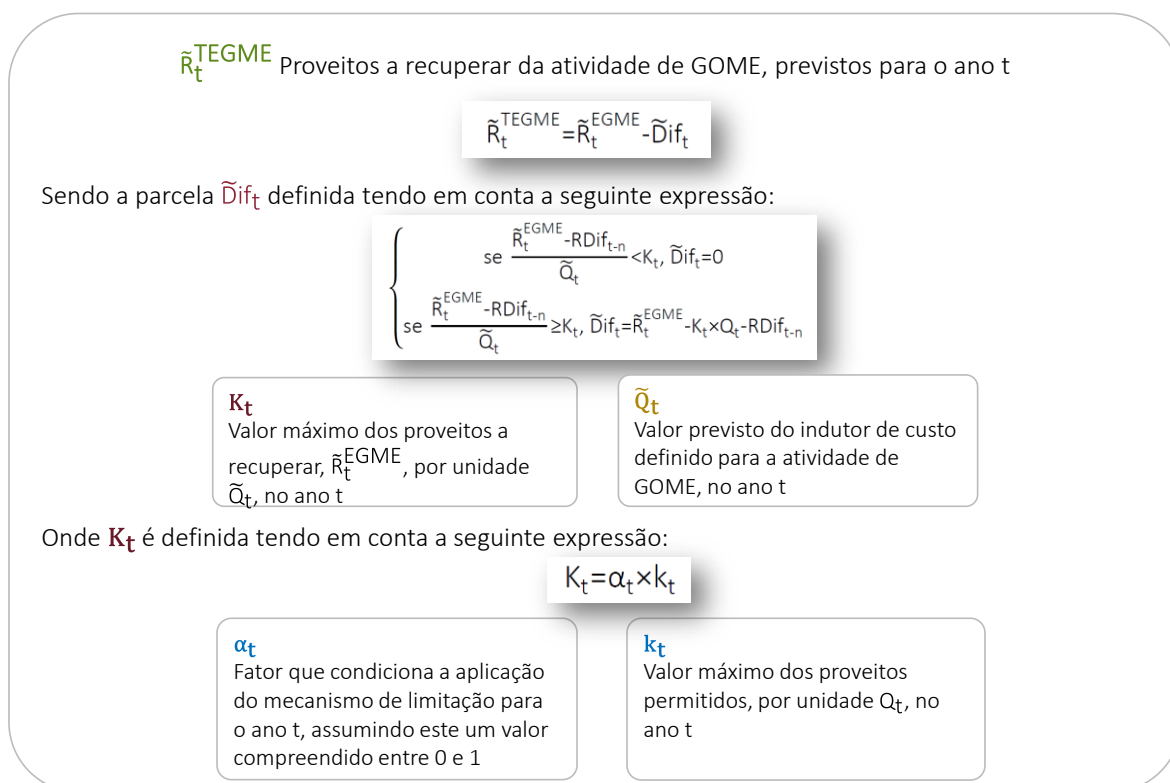 R̃ₜᵀᴱᴳᴹᴱ Proveitos a recuperar da atividade de GOME, previstos para o ano t
R̃ₜᵀᴱᴳᴹᴱ=R̃ₜᴱᴳᴹᴱ-D̃ifₜ
Sendo a parcela D̃ifₜ definida tendo em conta a seguinte expressão:
se (R̃ₜᴱᴳᴹᴱ-RDifₜ₋ₙ)/Q̃ₜ <Kₜ, D̃ifₜ=0
se (R̃ₜᴱᴳᴹᴱ-RDifₜ₋ₙ)/Q̃ₜ ≥Kₜ, D̃ifₜ=R̃ₜᴱᴳᴹᴱ-Kₜ×Qₜ-RDifₜ₋ₙ
Kₜ
Valor máximo dos proveitos a
recuperar, R̃ₜᴱᴳᴹᴱ, por unidade
Q̃ₜ, no ano t
Q̃ₜ
Valor previsto do indutor de custo
definido para a atividade de
GOME, no ano t
Onde Kₜ é definida tendo em conta a seguinte expressão:
Kₜ=αₜ×kₜ
αₜ
Fator que condiciona a aplicação
do mecanismo de limitação para
o ano t, assumindo este um valor
compreendido entre 0 e 1
kₜ
Valor máximo dos proveitos
permitidos, por unidade Qₜ, no
ano t